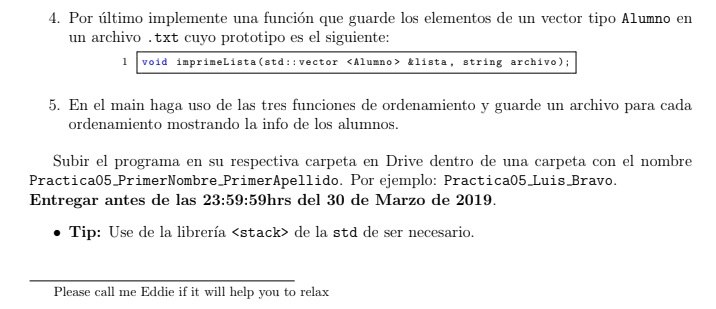 4. Por último implemente una función que guarde los elementos de un vector tipo Alumno en
un archivo .txt cuyo prototipo es el siguiente:
1 void imprimeLista(std::vector <Alumno> &lista, string archivo);
5. En el main haga uso de las tres funciones de ordenamiento y guarde un archivo para cada
ordenamiento mostrando la info de los alumnos.
Subir el programa en su respectiva carpeta en Drive dentro de una carpeta con el nombre
Practica05_PrimerNombre_PrimerApellido. Por ejemplo: Practica05_Luis_Bravo.
Entregar antes de las 23:59:59hrs del 30 de Marzo de 2019.
• Tip: Use de la librería <stack> de la std de ser necesario.
Please call me Eddie if it will help you to relax